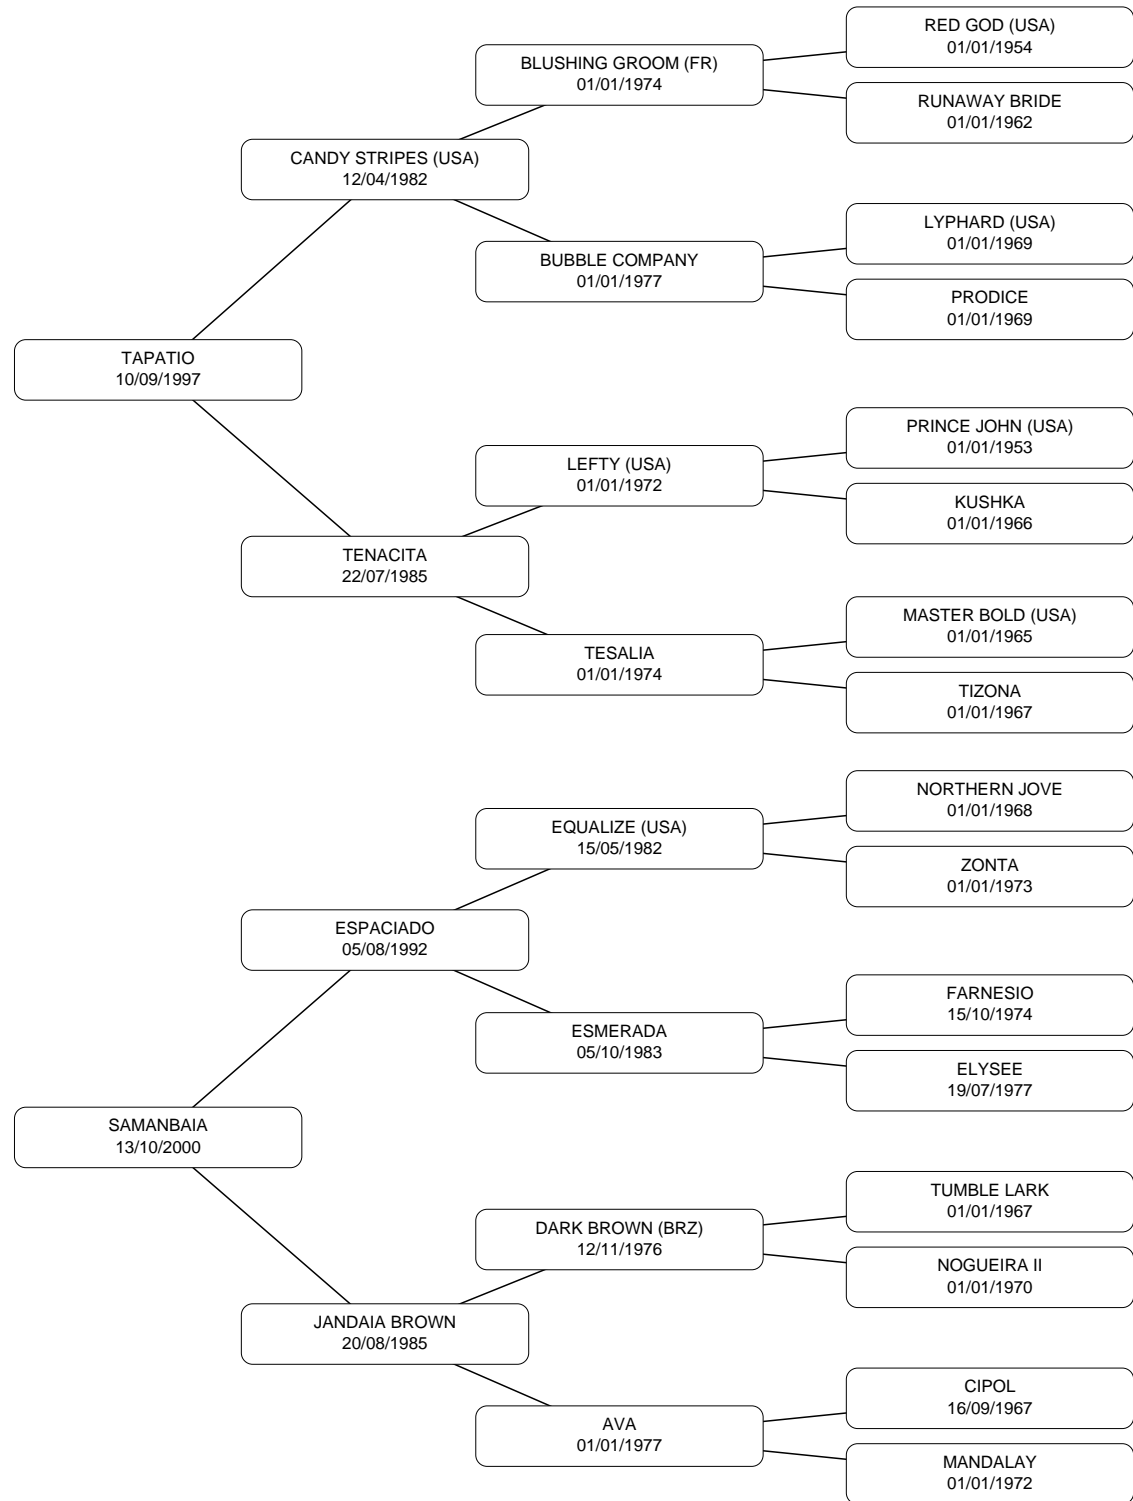 RED GOD (USA)
01/01/1954
BLUSHING GROOM (FR)
01/01/1974
RUNAWAY BRIDE
01/01/1962
CANDY STRIPES (USA)
12/04/1982
LYPHARD (USA)
01/01/1969
BUBBLE COMPANY
01/01/1977
PRODICE
01/01/1969
TAPATIO
10/09/1997
PRINCE JOHN (USA)
01/01/1953
LEFTY (USA)
01/01/1972
KUSHKA
01/01/1966
TENACITA
22/07/1985
MASTER BOLD (USA)
01/01/1965
TESALIA
01/01/1974
TIZONA
01/01/1967
NORTHERN JOVE
01/01/1968
EQUALIZE (USA)
15/05/1982
ZONTA
01/01/1973
ESPACIADO
05/08/1992
FARNESIO
15/10/1974
ESMERADA
05/10/1983
ELYSEE
19/07/1977
SAMANBAIA
13/10/2000
TUMBLE LARK
01/01/1967
DARK BROWN (BRZ)
12/11/1976
NOGUEIRA II
01/01/1970
JANDAIA BROWN
20/08/1985
CIPOL
16/09/1967
AVA
01/01/1977
MANDALAY
01/01/1972